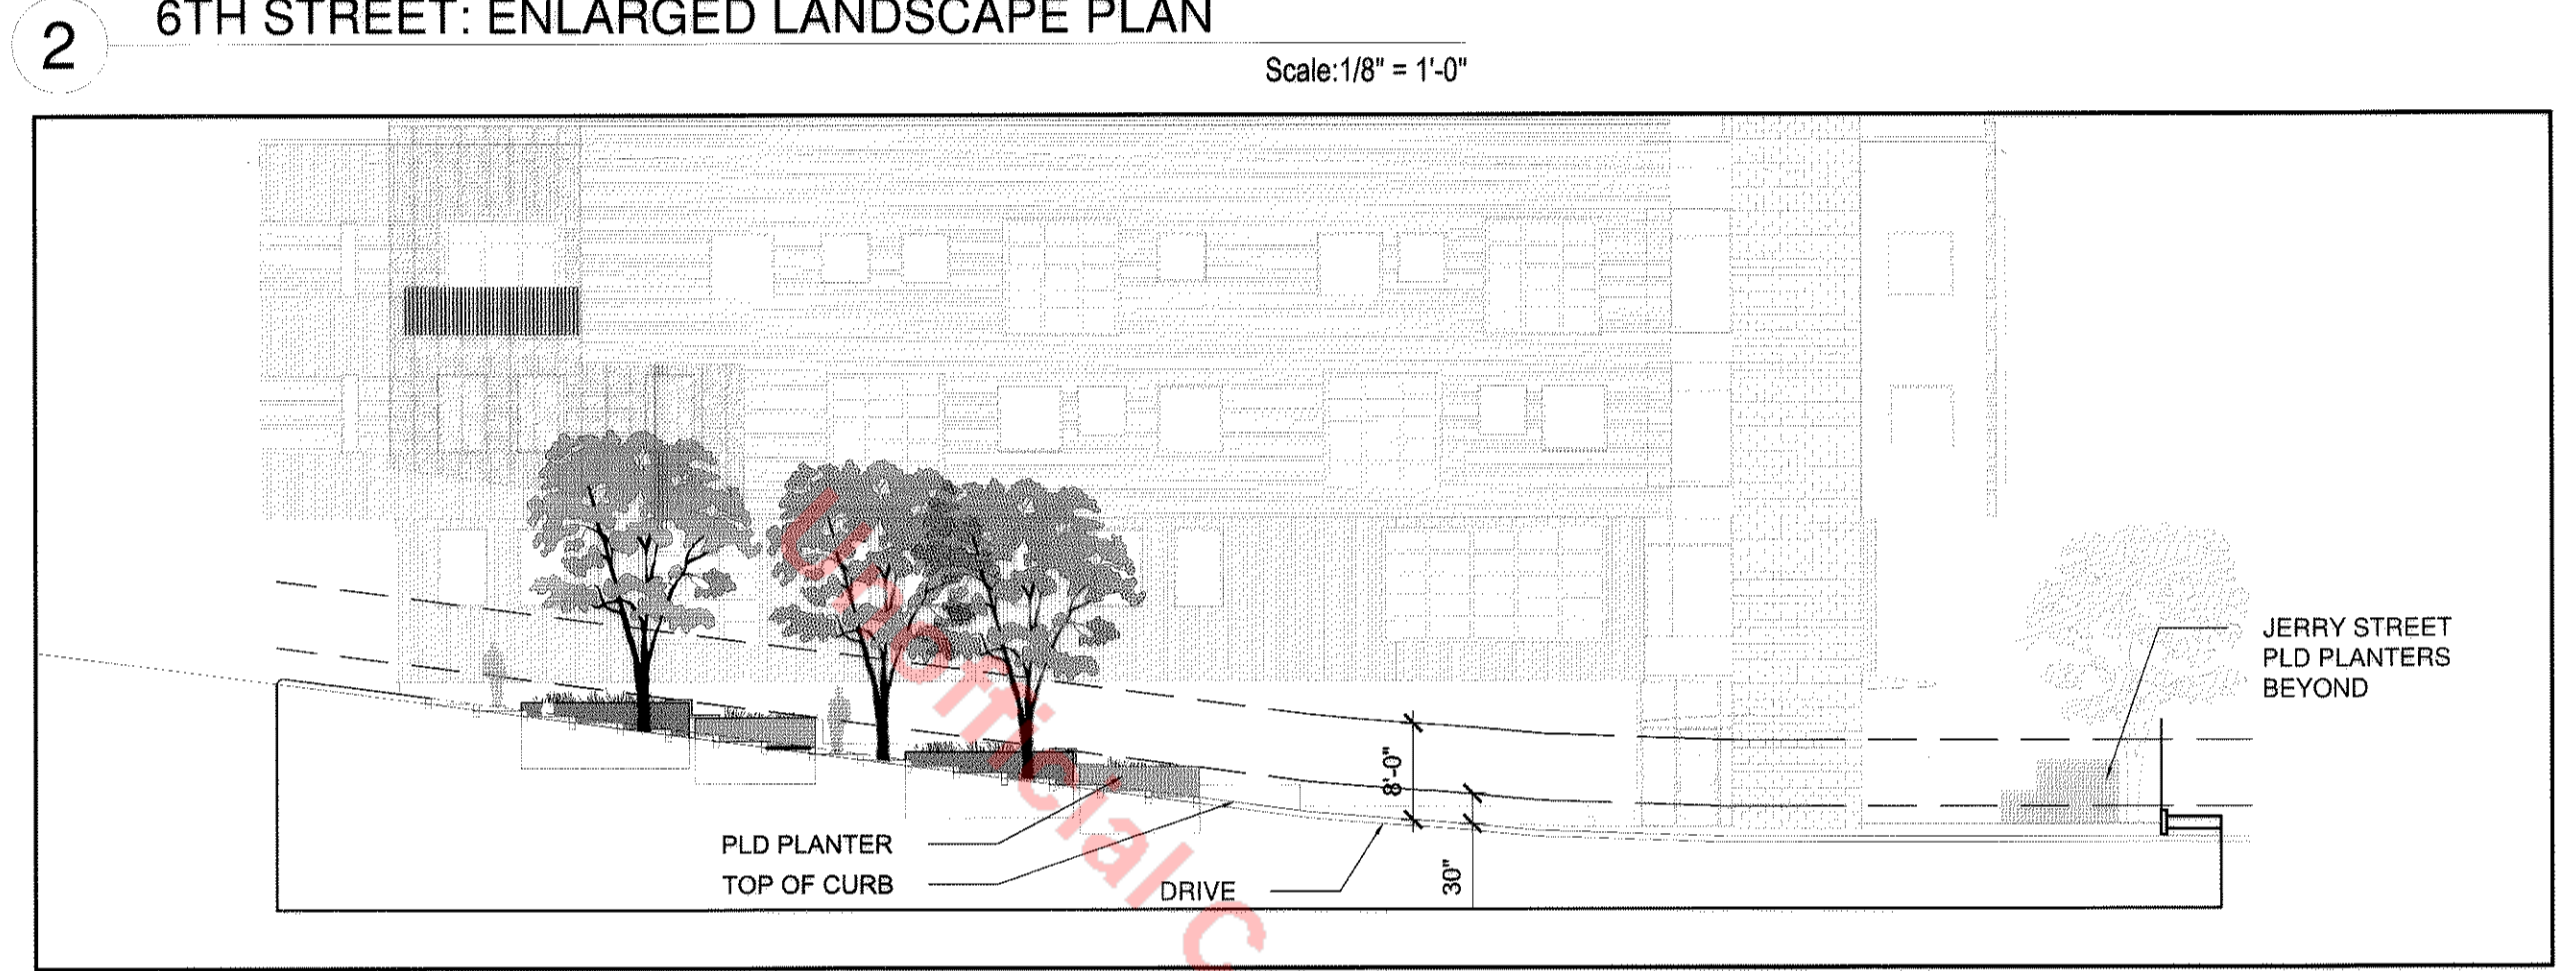 2
6TH STREET: ENLARGED LANDSCAPE PLAN
Scale:1/8" = 1'-0"
JERRY STREET
PLD PLANTERS
BEYOND
8'-0"
30"
PLD PLANTER
TOP OF CURB
DRIVE
Unofficial C